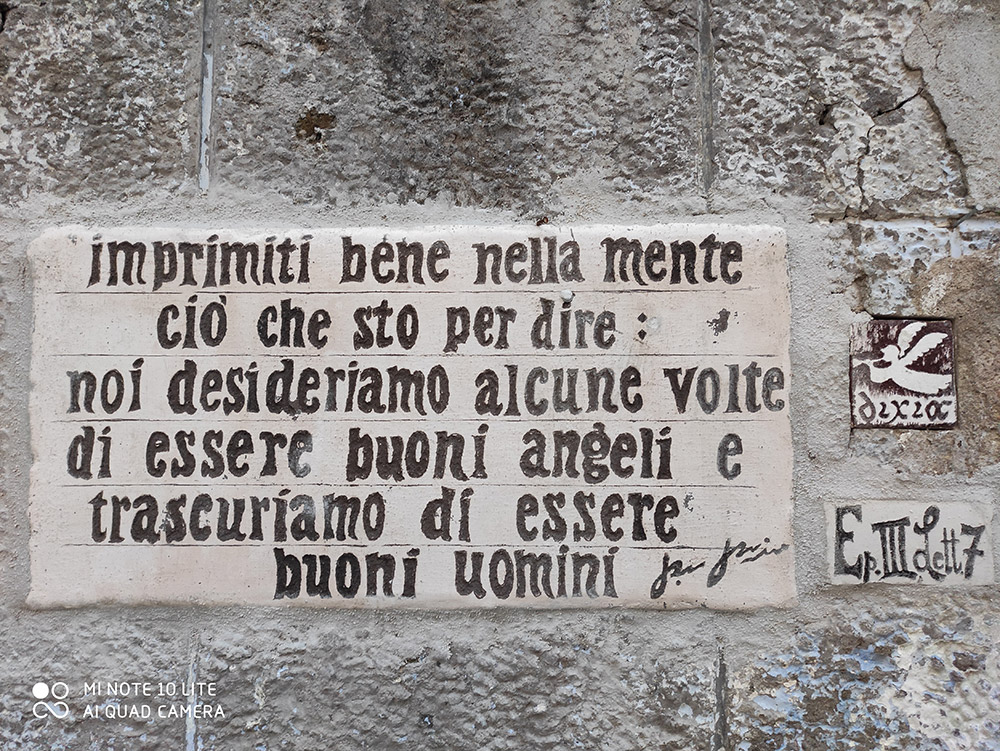 imprimiti bene nella mente
ciò che sto per dire :
noi desideriamo alcune volte
di essere buoni angeli e
trascuriamo di essere
buoni uomini
Ep. III Lett. 7
MI NOTE 10 LITE
AI QUAD CAMERA